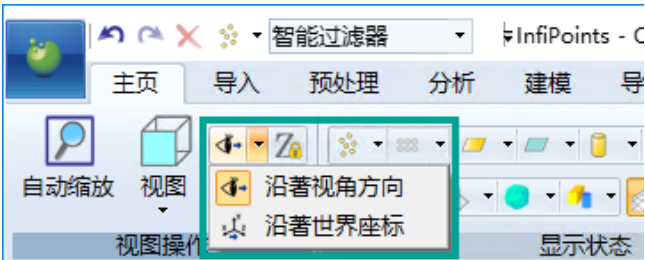 智能过滤器
InfiPoints - C
主页 导入 预处理 分析 建模 导
自动缩放 视图
沿著视角方向
沿著世界座标
视图操作 显示状态